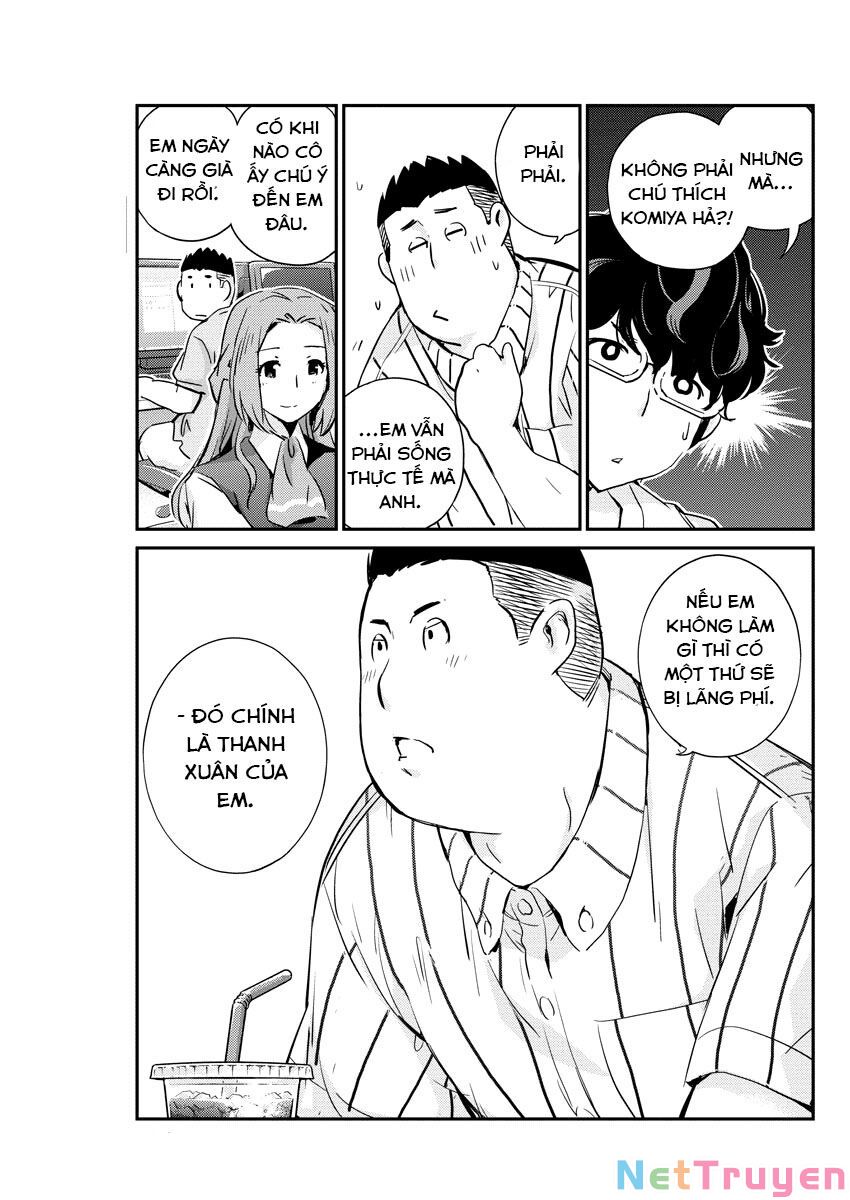 NHƯNG
MÀ...
KHÔNG PHẢI
CHÚ THÍCH
KOMIYA HẢ?!
PHẢI
PHẢI.
...EM VẪN
PHẢI SỐNG
THỰC TẾ MÀ
ANH.
CÓ KHI
NÀO CÔ
ẤY CHÚ Ý
ĐẾN EM
ĐÂU.
EM NGÀY
CÀNG GIÀ
ĐI RỒI.
NẾU EM
KHÔNG LÀM
GÌ THÌ CÓ
MỘT THỨ SẼ
BỊ LÃNG PHÍ.
- ĐÓ CHÍNH
LÀ THANH
XUÂN CỦA
EM.
NetTruyen